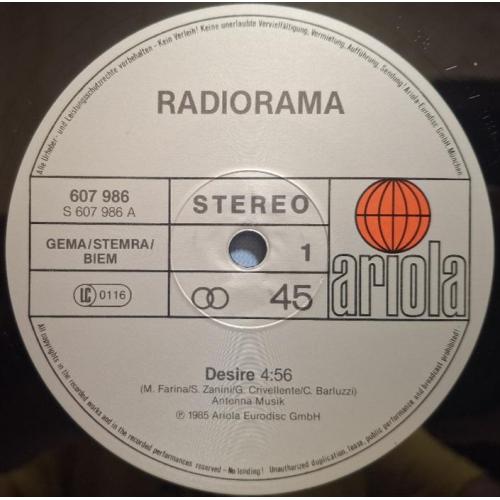 Alle Urheber- und Leistungsschutzrechte vorbehalten - Kein Verleih! Keine unerlaubte Vervielfältigung, Vermietung, Aufführung, Sendung! Ariola-Eurodisc GmbH München.
RADIORAMA
607 986
S 607 986 A
STEREO
GEMA/STEMRA/
BIEM
1
LC 0116
45
ariola
Desire 4:56
(M. Farina/S. Zanini/G. Crivellente/C. Barluzzi)
Antenna Musik
℗ 1985 Ariola Eurodisc GmbH
All copyrights in the recorded works and in the recorded performances reserved - No lending! Unauthorized duplication, lease, public performance and broadcast prohibited!